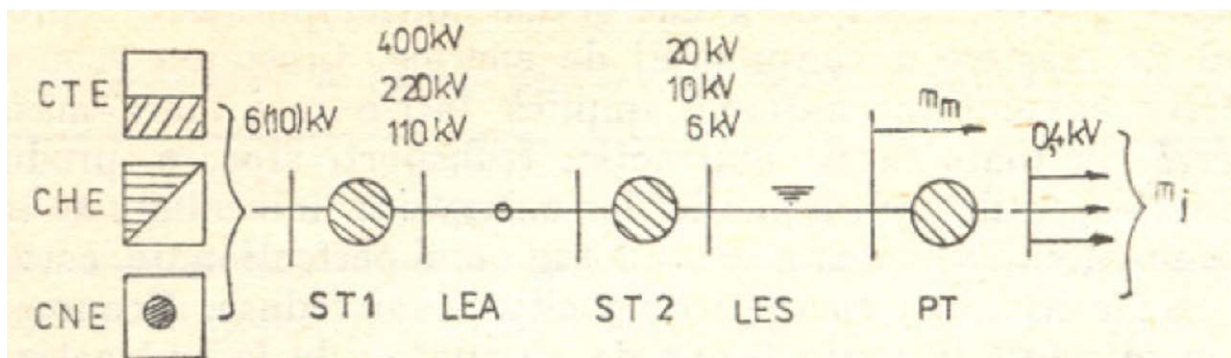 CTE
CHE
CNE
6(10)kV
400kV
220kV
110kV
20kV
10kV
6kV
mm
0,4kV
mj
ST1 LEA ST2 LES PT